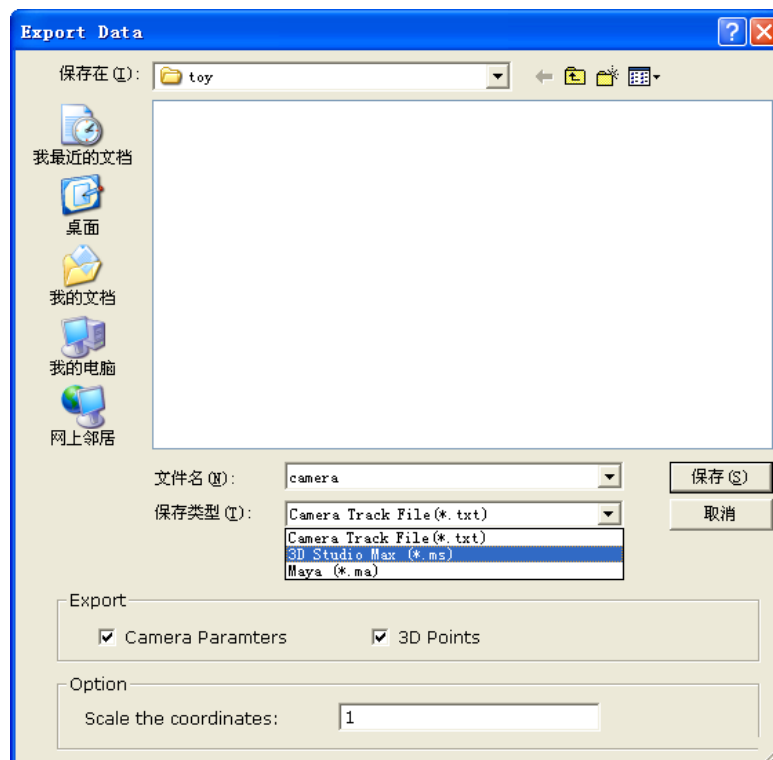 Export Data
保存在(I):
toy
我最近的文档
桌面
我的文档
我的电脑
网上邻居
文件名(N):
camera
保存(S)
保存类型(T):
Camera Track File(*.txt)
取消
Camera Track File(*.txt)
3D Studio Max (*.ms)
Maya (*.ma)
Export
Camera Paramters
3D Points
Option
Scale the coordinates:
1